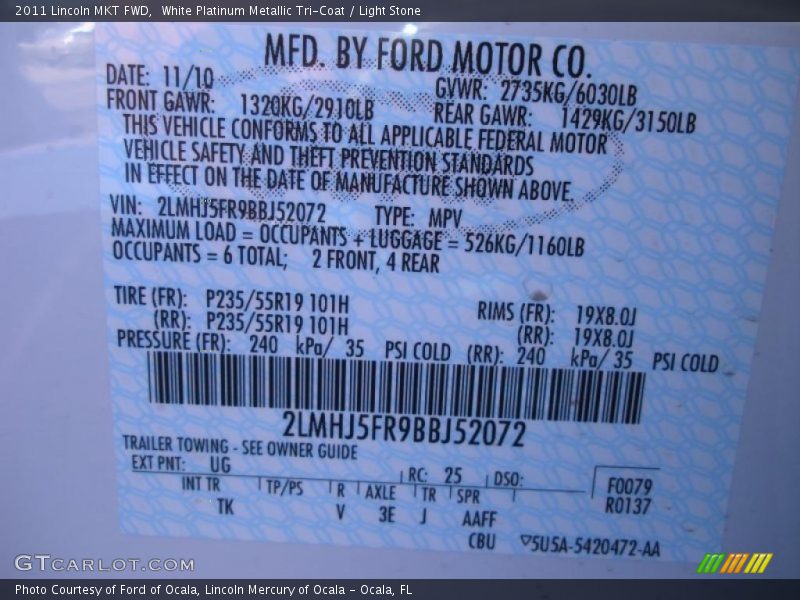 2011 Lincoln MKT FWD,  White Platinum Metallic Tri-Coat / Light Stone
MFD. BY FORD MOTOR CO.
DATE: 11/10 GVWR: 2735KG/6030LB
FRONT GAWR: 1320KG/2910LB REAR GAWR: 1429KG/3150LB
THIS VEHICLE CONFORMS TO ALL APPLICABLE FEDERAL MOTOR
VEHICLE SAFETY AND THEFT PREVENTION STANDARDS
IN EFFECT ON THE DATE OF MANUFACTURE SHOWN ABOVE.
VIN: 2LMHJ5FR9BBJ52072 TYPE: MPV
MAXIMUM LOAD = OCCUPANTS + LUGGAGE = 526KG/1160LB
OCCUPANTS = 6 TOTAL; 2 FRONT, 4 REAR
TIRE (FR): P235/55R19 101H RIMS (FR): 19X8.0J
(RR): P235/55R19 101H (RR): 19X8.0J
PRESSURE (FR): 240 kPa/ 35 PSI COLD (RR): 240 kPa/ 35 PSI COLD
2LMHJ5FR9BBJ52072
TRAILER TOWING - SEE OWNER GUIDE
EXT PNT: UG RC: 25 DSO: F0079
INT TR TP/PS R AXLE TR SPR R0137
TK V 3E J AAFF
CBU ▽5U5A-5420472-AA
GTCARLOT.COM
Photo Courtesy of Ford of Ocala, Lincoln Mercury of Ocala - Ocala, FL